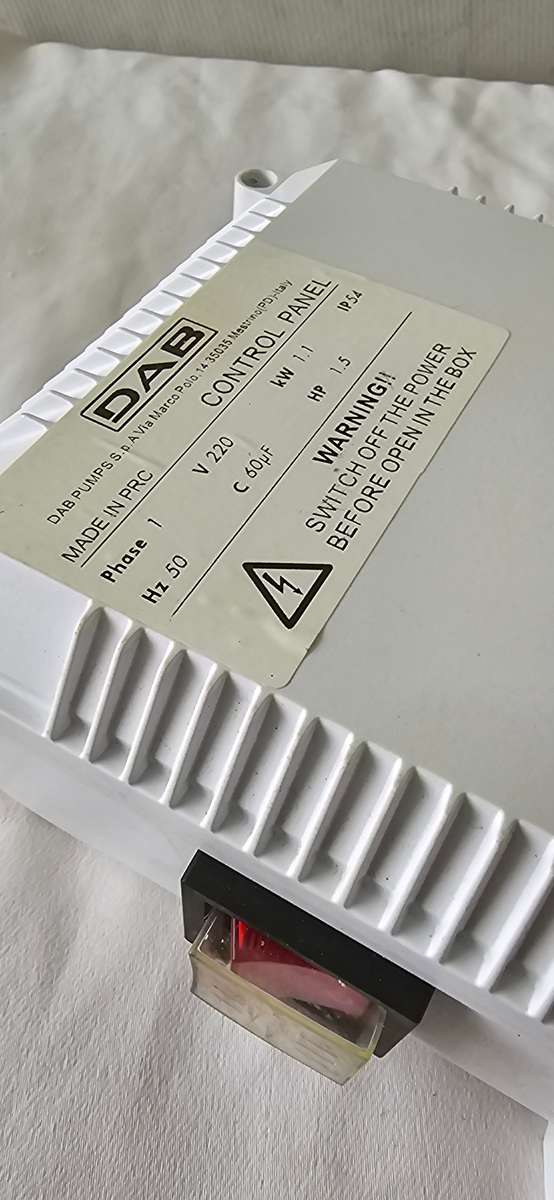 DAB
DAB PUMPS S.p.A Via Marco Polo.14.35035 Mestrino(PD)-Italy
MADE IN PRC CONTROL PANEL
Phase 1 V 220 kW 1.1 IP54
Hz 50 C 60µF HP 1.5
WARNING!!
SWITCH OFF THE POWER
BEFORE OPEN IN THE BOX